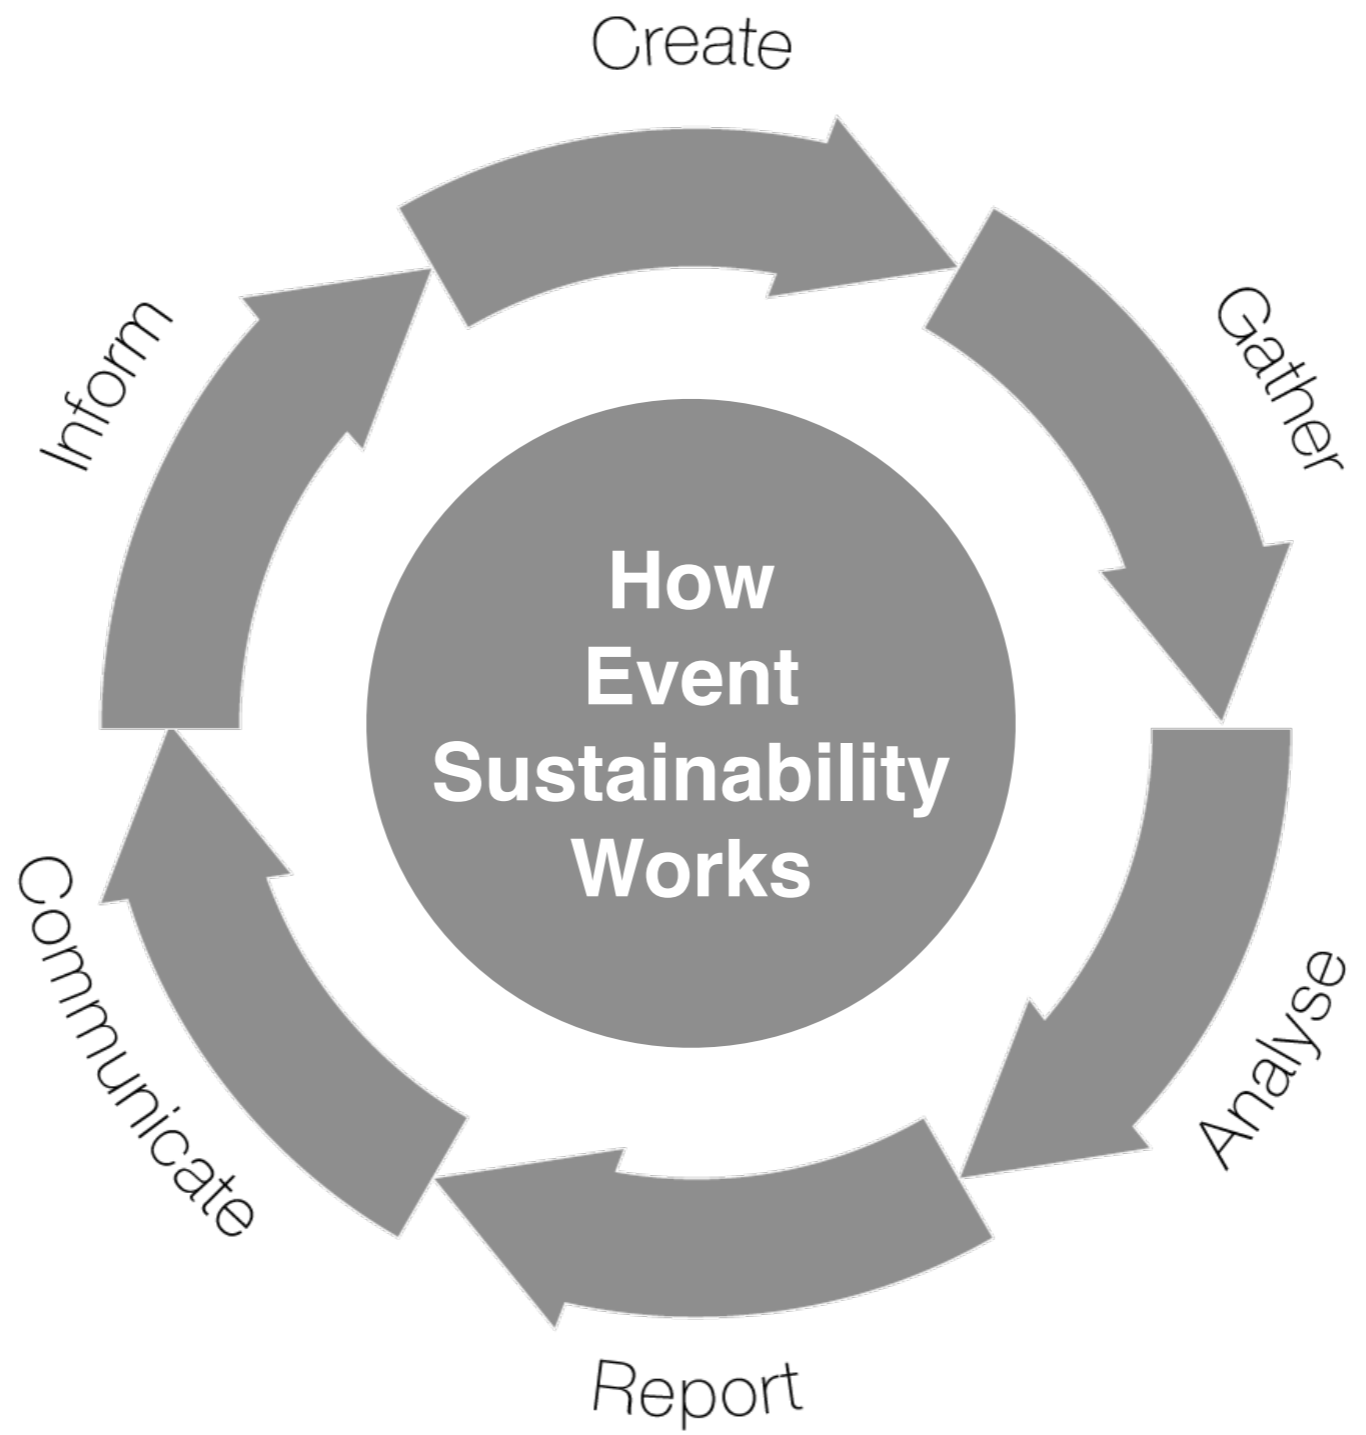 Create
Gather
Analyse
Report
Communicate
Inform
How
Event
Sustainability
Works